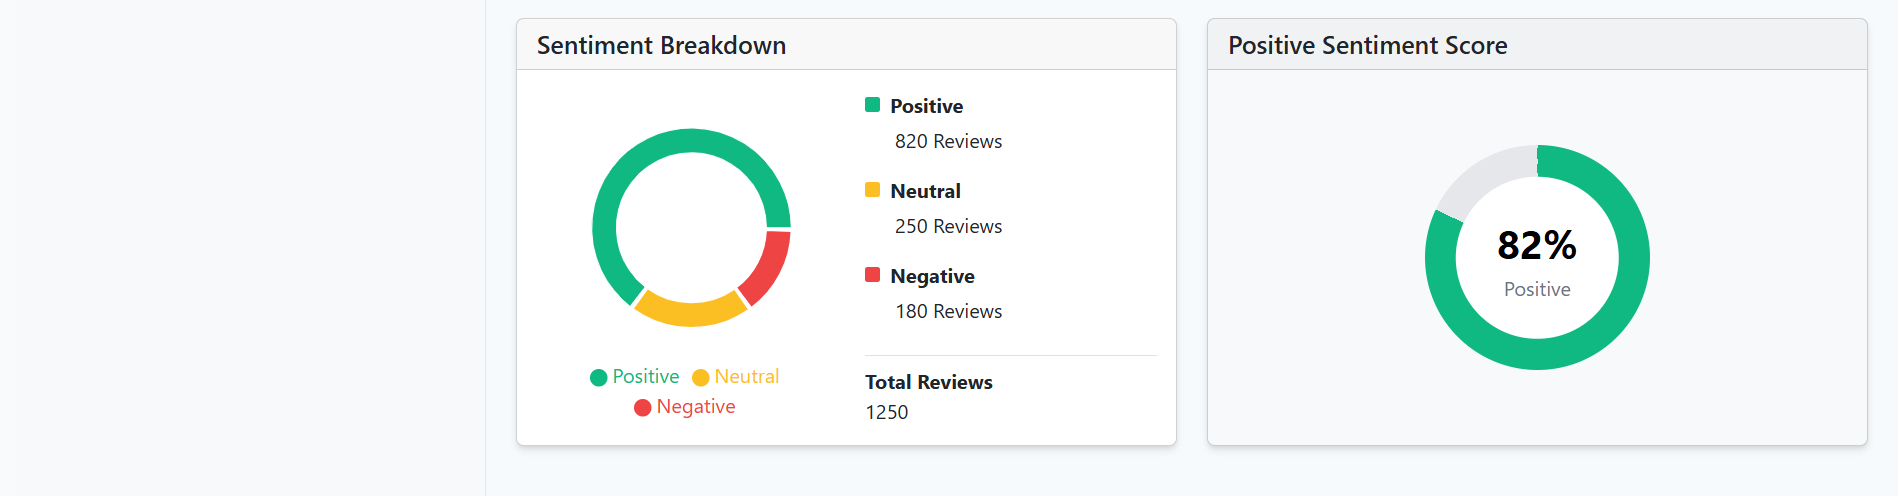 Sentiment Breakdown
Positive
820 Reviews
Neutral
250 Reviews
Negative
180 Reviews
Positive Neutral
Negative
Total Reviews
1250
Positive Sentiment Score
82%
Positive